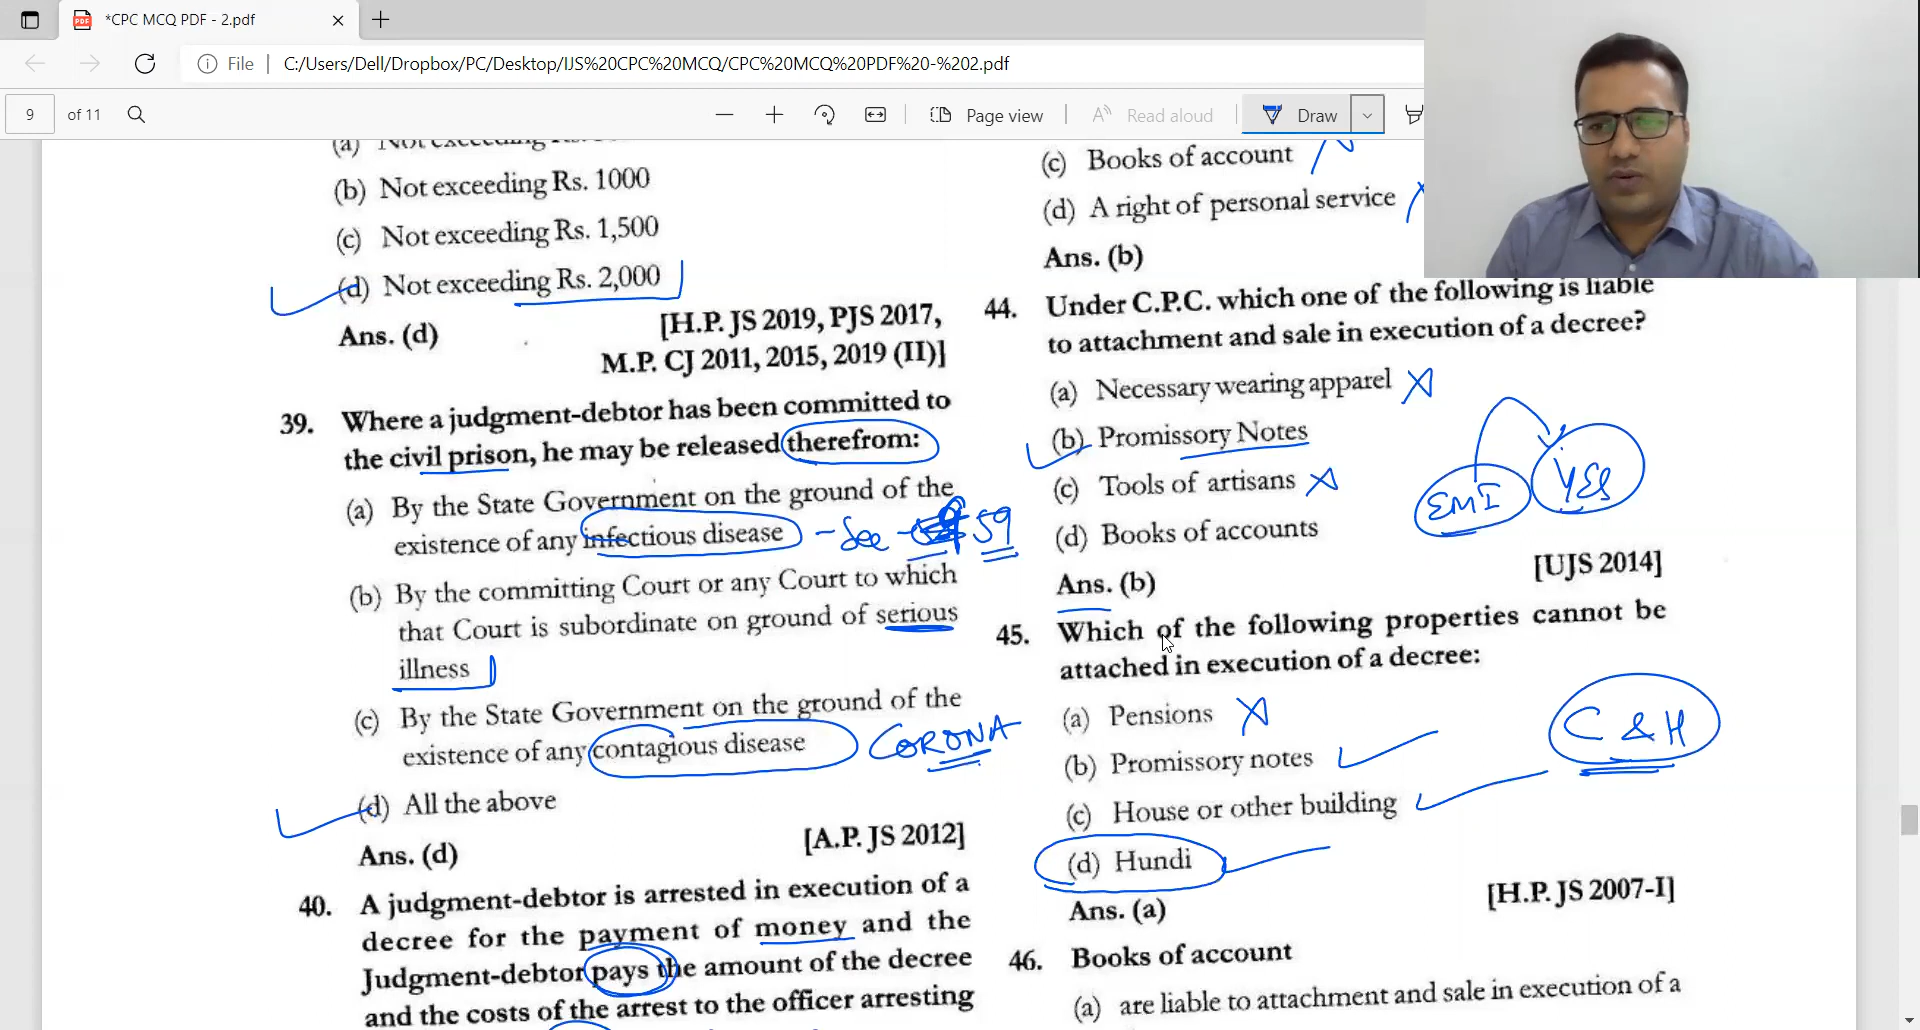 *CPC MCQ PDF - 2.pdf
File
C:/Users/Dell/Dropbox/PC/Desktop/IJS%20CPC%20MCQ/CPC%20MCQ%20PDF%20-%202.pdf
9 of 11
Page view
Read aloud
Draw
(a) Not exceeding Rs.
(b) Not exceeding Rs. 1000
(c) Not exceeding Rs. 1,500
(d) Not exceeding Rs. 2,000
Ans. (d)
[H.P. JS 2019, PJS 2017,
M.P. CJ 2011, 2015, 2019 (II)]
39. Where a judgment-debtor has been committed to
the civil prison, he may be released therefrom:
(a) By the State Government on the ground of the
existence of any infectious disease - See - 59
(b) By the committing Court or any Court to which
that Court is subordinate on ground of serious
illness
(c) By the State Government on the ground of the
existence of any contagious disease CORONA
(d) All the above
Ans. (d)
[A.P. JS 2012]
40. A judgment-debtor is arrested in execution of a
decree for the payment of money and the
Judgment-debtor pays the amount of the decree
and the costs of the arrest to the officer arresting
(c) Books of account
(d) A right of personal service
Ans. (b)
44. Under C.P.C. which one of the following is liable
to attachment and sale in execution of a decree?
(a) Necessary wearing apparel
(b) Promissory Notes
(c) Tools of artisans
(d) Books of accounts
EMI YES
[UJS 2014]
Ans. (b)
45. Which of the following properties cannot be
attached in execution of a decree:
(a) Pensions
(b) Promissory notes
(c) House or other building
(d) Hundi
C & H
[H.P. JS 2007-I]
Ans. (a)
46. Books of account
(a) are liable to attachment and sale in execution of a